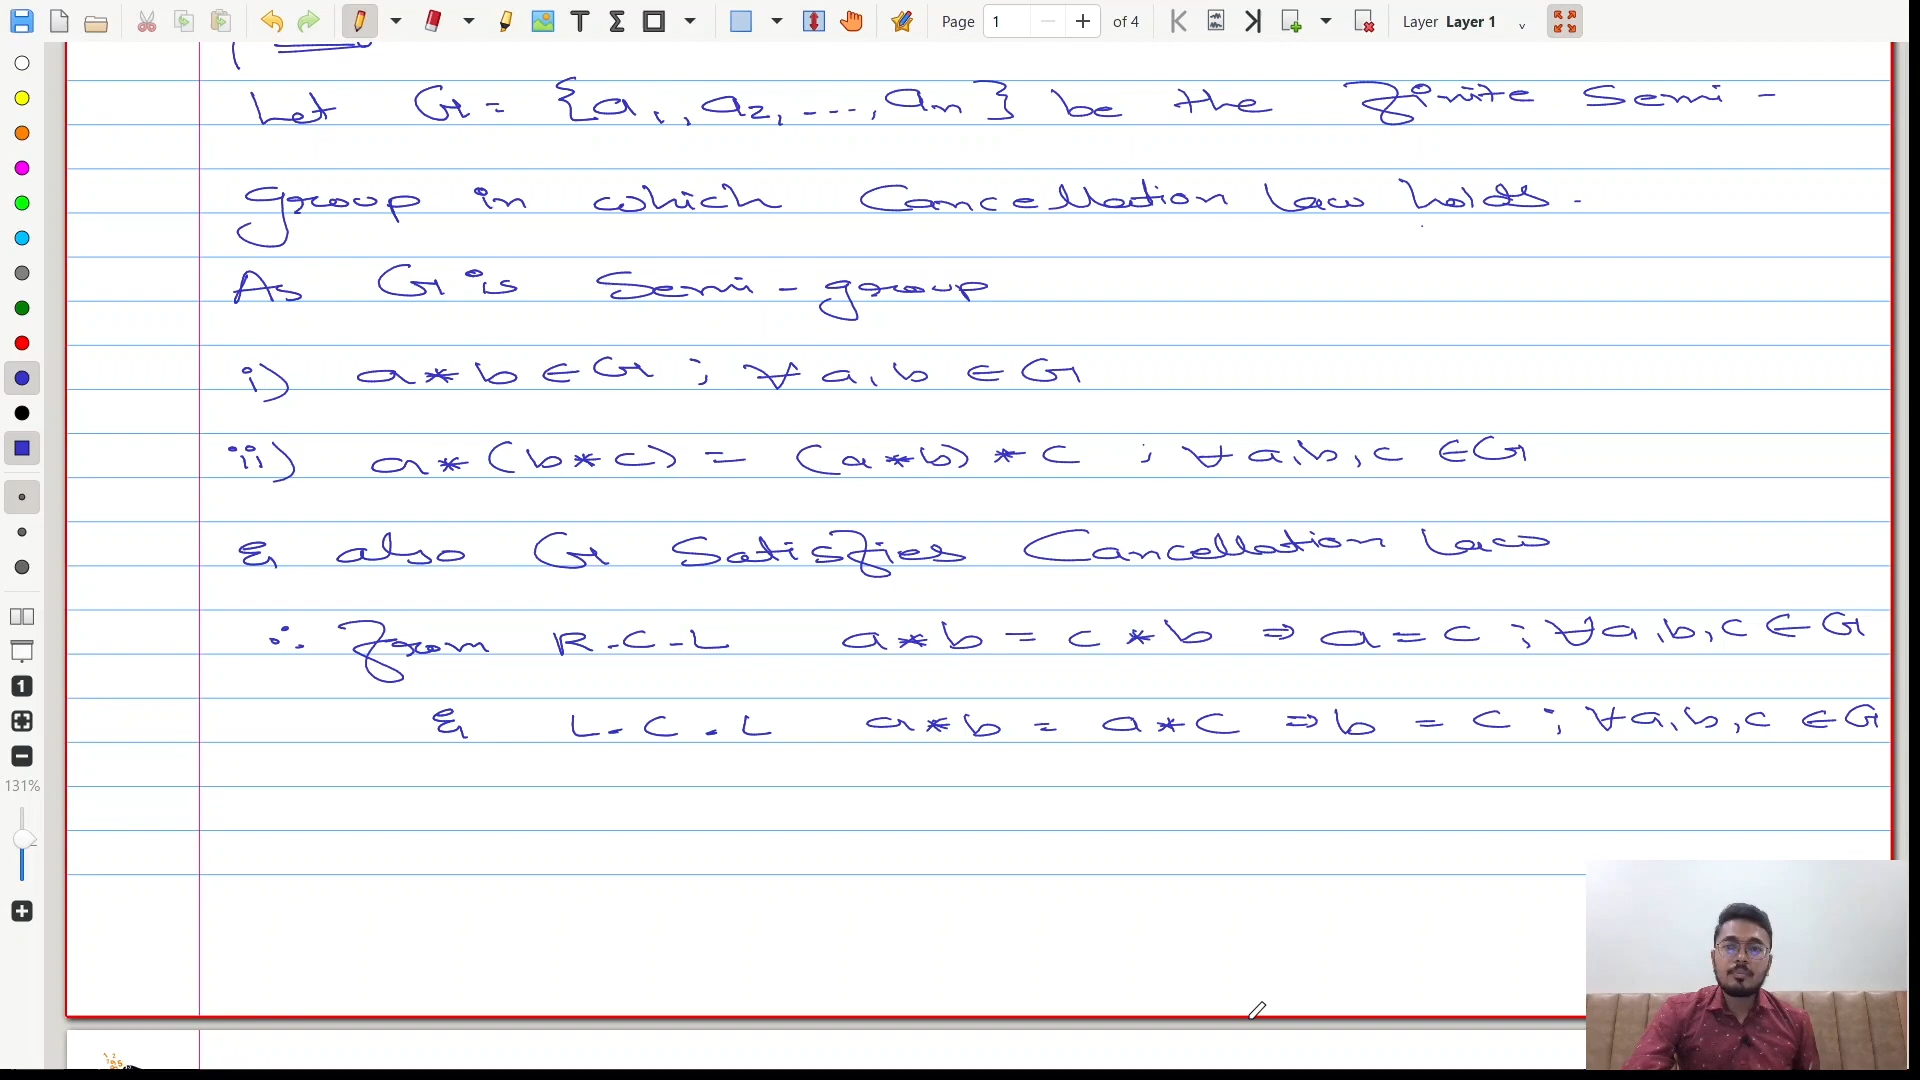 Page 1 of 4 Layer Layer 1
Let G = {a1, a2, ---, an} be the finite Semi -
group in which Cancellation law holds.
As G is Semi - group
i) a * b ∈ G ; ∀ a, b ∈ G
ii) a * (b * c) = (a * b) * c ; ∀ a, b, c ∈ G
& also G Satisfies Cancellation law
∴ from R.C.L a * b = c * b ⇒ a = c ; ∀ a, b, c ∈ G
& L.C.L a * b = a * c ⇒ b = c ; ∀ a, b, c ∈ G
1
131%